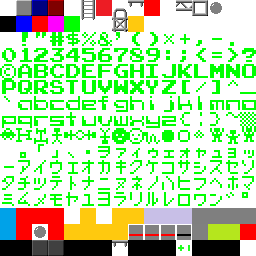 ! # $ % & ' ( ) × + , - .
0123456789:;<=>?
©ABCDEFGHIJKLMNO
PQRSTUVWXYZ[/]^_
`abcdefghijklmno
pqrstuvwxyz{¦}
¥
。「」、・ヲァィゥェォャュョッ
ーアイウエオカキクケコサシスセソ
タチツテトナニヌネノハヒフヘホマ
ミムメモヤユヨラリルレロワン゛゜